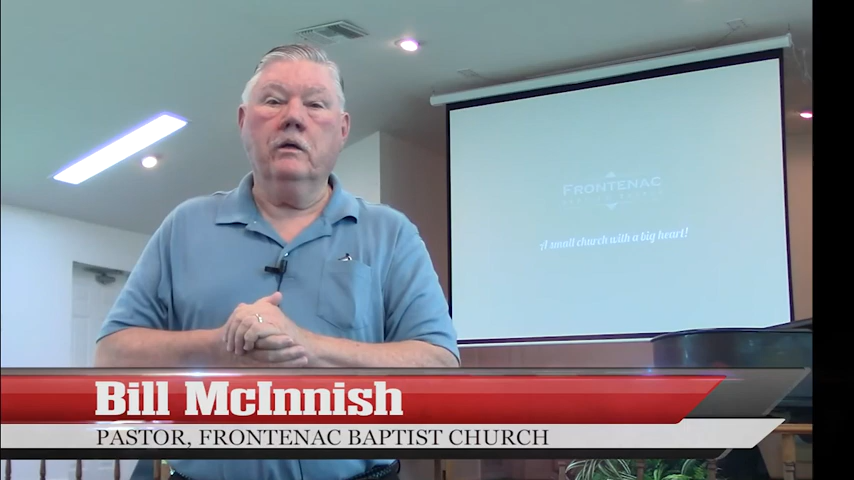 FRONTENAC
A small church with a big heart!
Bill McInnish
PASTOR, FRONTENAC BAPTIST CHURCH